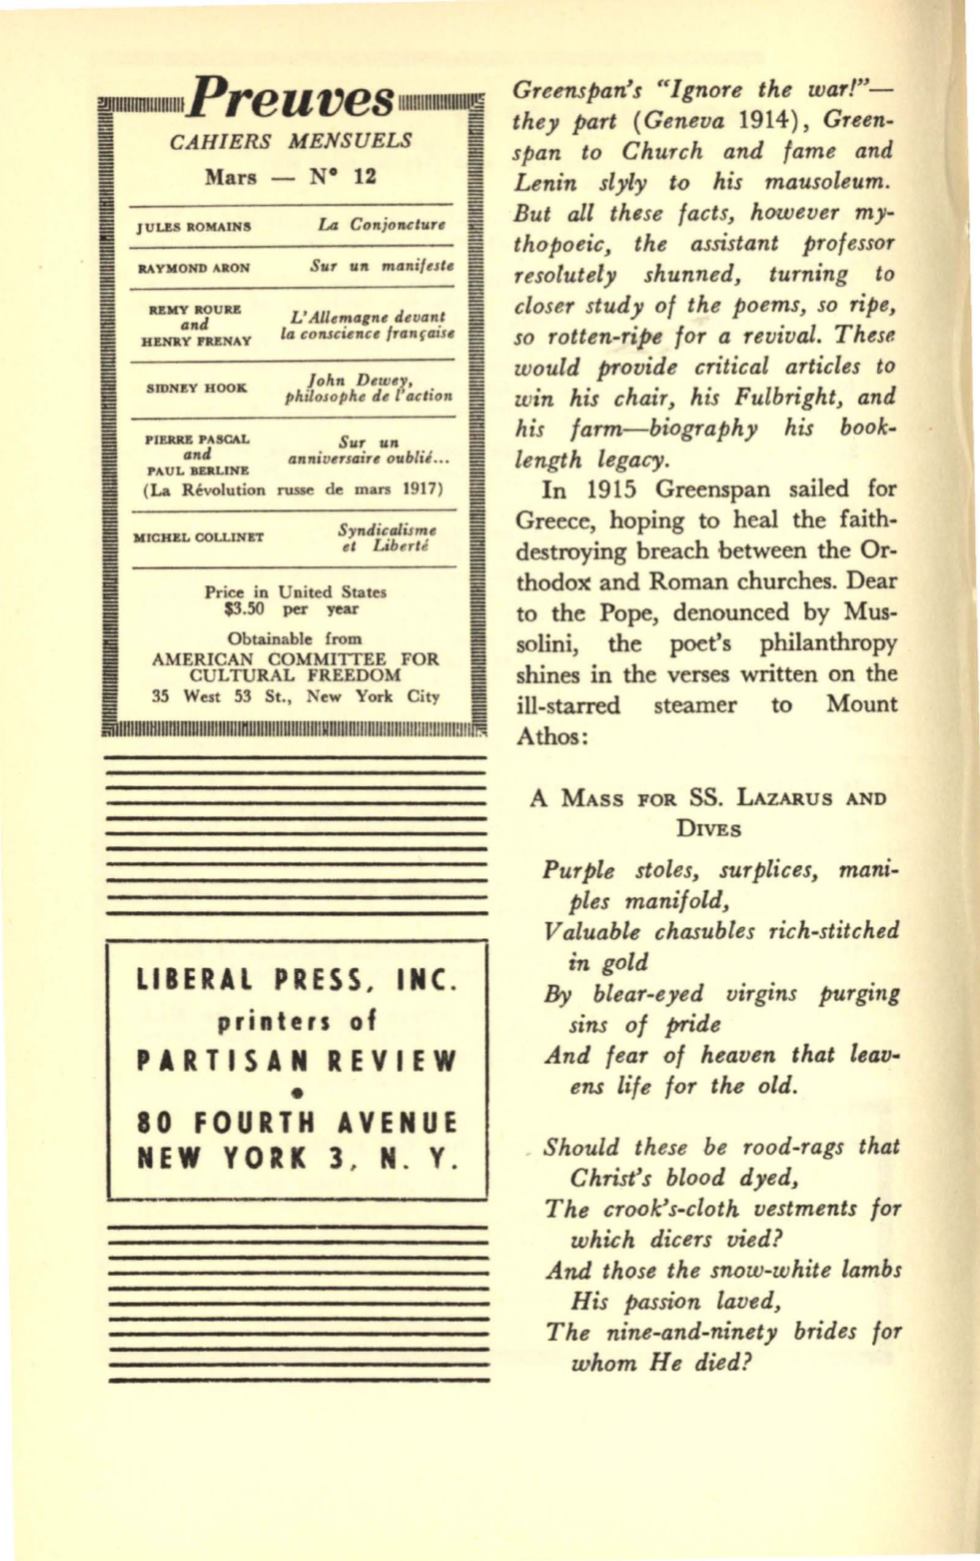 Preuves
CAHIERS MENSUELS
Mars — N° 12
JULES ROMAINS La Conjoncture
RAYMOND ARON Sur un manifeste
REMY ROURE
and
HENRY FRENAY
L'Allemagne devant
la conscience française
SIDNEY HOOK
John Dewey,
philosophe de l'action
PIERRE PASCAL
and
PAUL BERLINE
Sur un
anniversaire oublié...
(La Révolution russe de mars 1917)
MICHEL COLLINET
Syndicalisme
et Liberté
Price in United States
$3.50 per year
Obtainable from
AMERICAN COMMITTEE FOR
CULTURAL FREEDOM
35 West 53 St., New York City
LIBERAL PRESS, INC.
printers of
PARTISAN REVIEW
•
80 FOURTH AVENUE
NEW YORK 3, N. Y.
Greenspan's "Ignore the war!"—
they part (Geneva 1914), Green-
span to Church and fame and
Lenin slyly to his mausoleum.
But all these facts, however my-
thopoeic, the assistant professor
resolutely shunned, turning to
closer study of the poems, so ripe,
so rotten-ripe for a revival. These
would provide critical articles to
win his chair, his Fulbright, and
his farm—biography his book-
length legacy.
In 1915 Greenspan sailed for
Greece, hoping to heal the faith-
destroying breach between the Or-
thodox and Roman churches. Dear
to the Pope, denounced by Mus-
solini, the poet's philanthropy
shines in the verses written on the
ill-starred steamer to Mount
Athos:
A MASS FOR SS. LAZARUS AND
DIVES
Purple stoles, surplices, mani-
ples manifold,
Valuable chasubles rich-stitched
in gold
By blear-eyed virgins purging
sins of pride
And fear of heaven that leav-
ens life for the old.
Should these be rood-rags that
Christ's blood dyed,
The crook's-cloth vestments for
which dicers vied?
And those the snow-white lambs
His passion laved,
The nine-and-ninety brides for
whom He died?